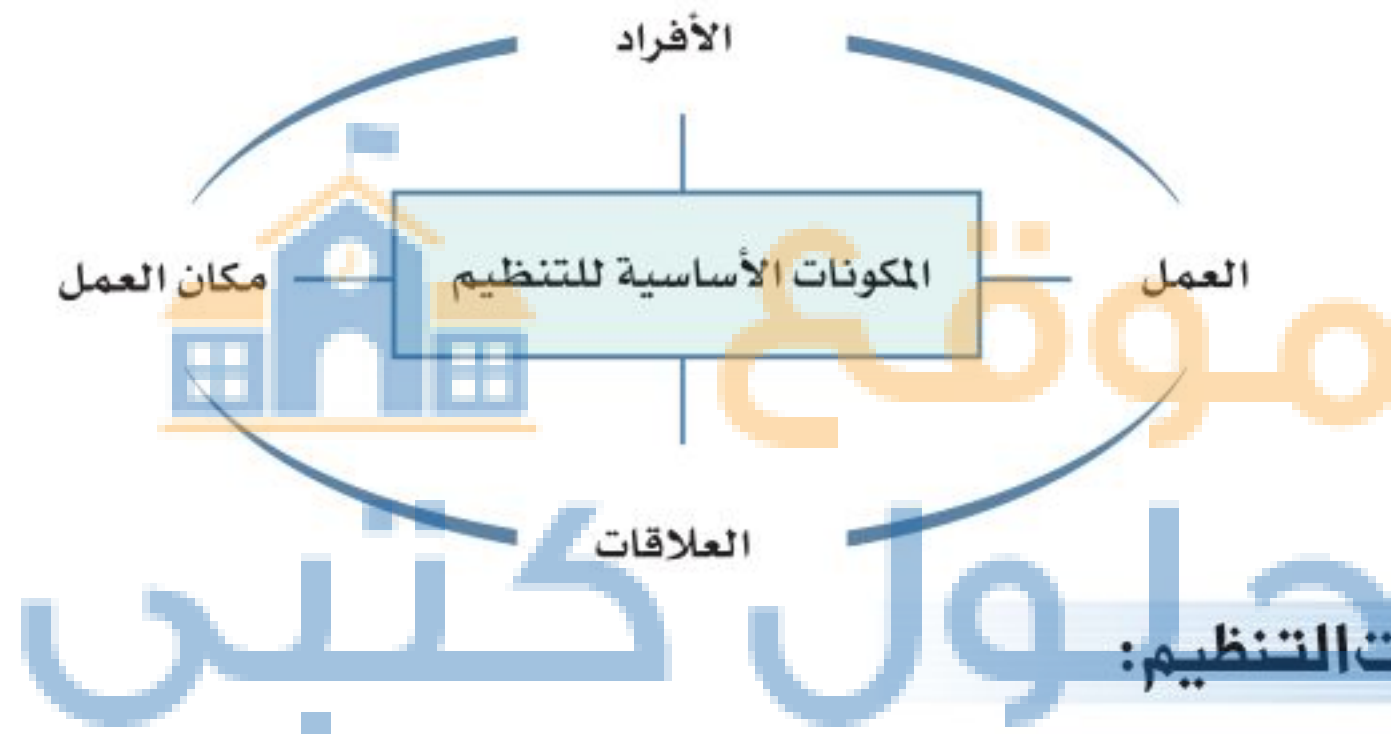 الأفراد
العمل
المكونات الأساسية للتنظيم
مكان العمل
العلاقات
التنظيم:
موقع
حلول كتبي